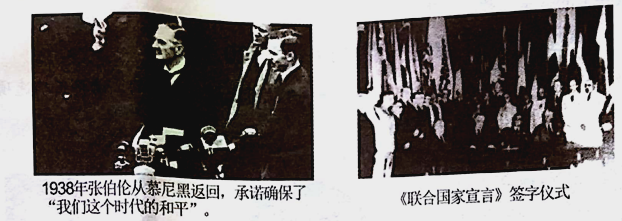 1938年张伯伦从慕尼黑返回，承诺确保了
“我们这个时代的和平”。
《联合国家宣言》签字仪式